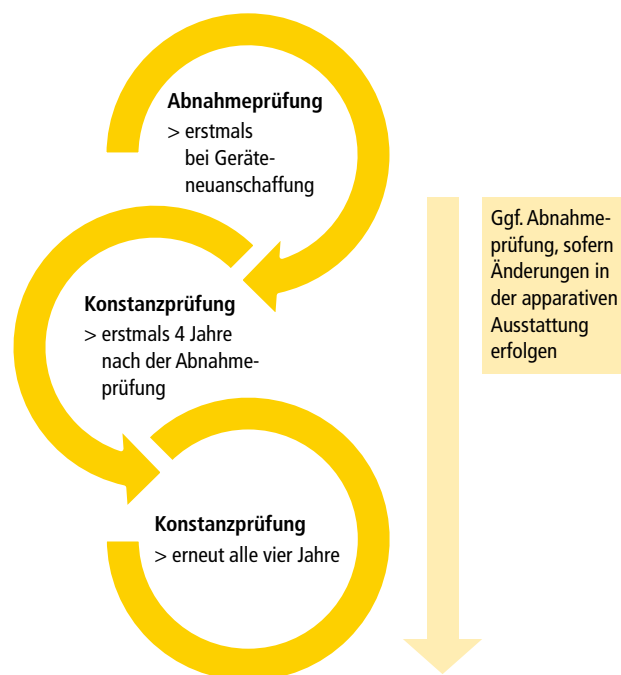 Abnahmeprüfung
> erstmals
bei Geräte-
neuanschaffung
Konstanzprüfung
> erstmals 4 Jahre
nach der Abnahme-
prüfung
Konstanzprüfung
> erneut alle vier Jahre
Ggf. Abnahme-
prüfung, sofern
Änderungen in
der apparativen
Ausstattung
erfolgen